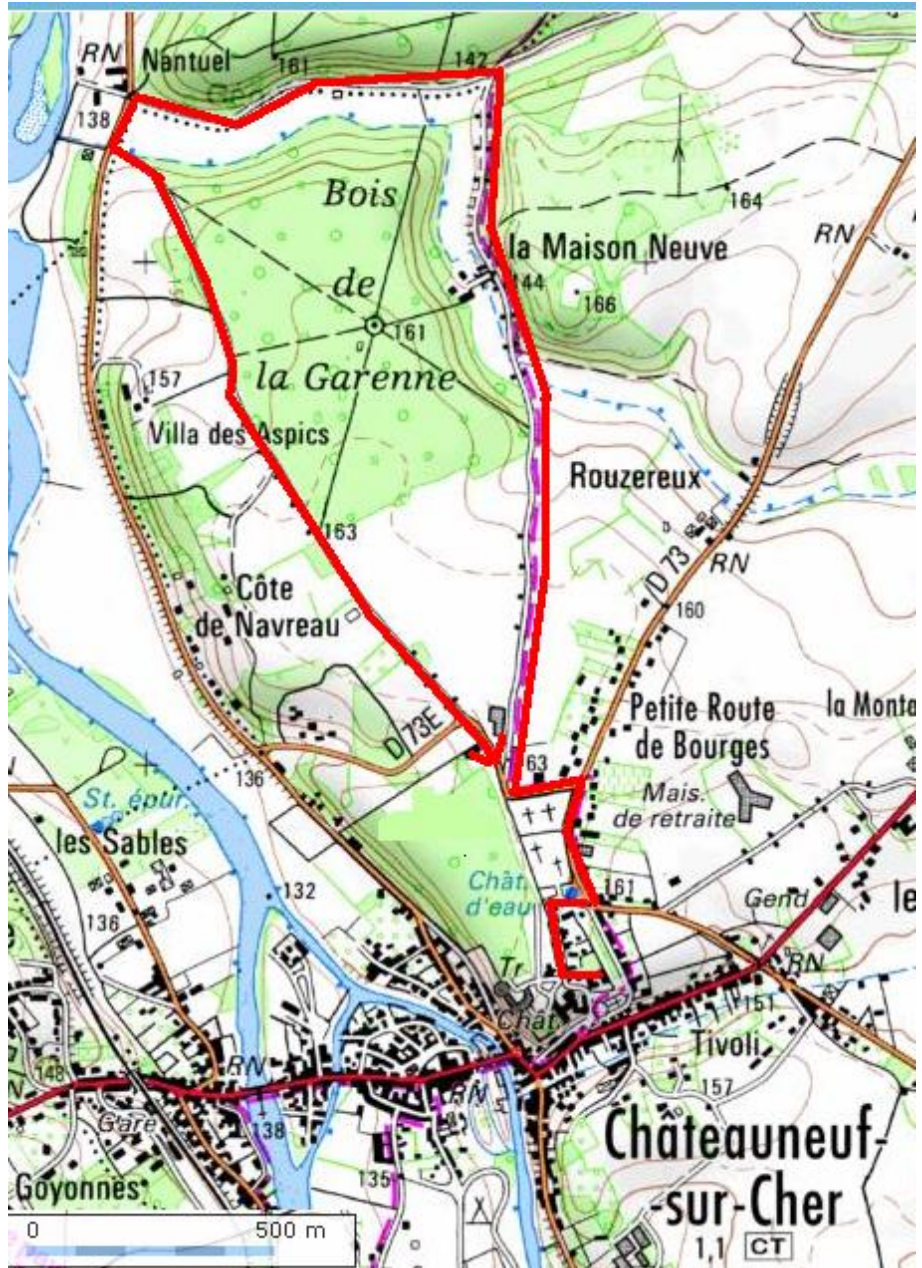 RN
Nantuel
161
142
138
Bois
164
RN
la Maison Neuve
de
144
166
161
la Garenne
157
Villa des Aspics
Rouzereux
163
D 73
RN
Côte
de Navreau
160
Petite Route
de Bourges
la Monta
D 73E
63
136
Mais.
de retraite
St. épur.
les Sables
Chât.
d'eau
161
132
Gend.
le
136
Tr
RN
Chât.
151
Tivoli
RN
148
RN
157
Gare
138
Châteauneuf-
-sur-Cher
135
Goyonnes
1,1 CT
0 500 m